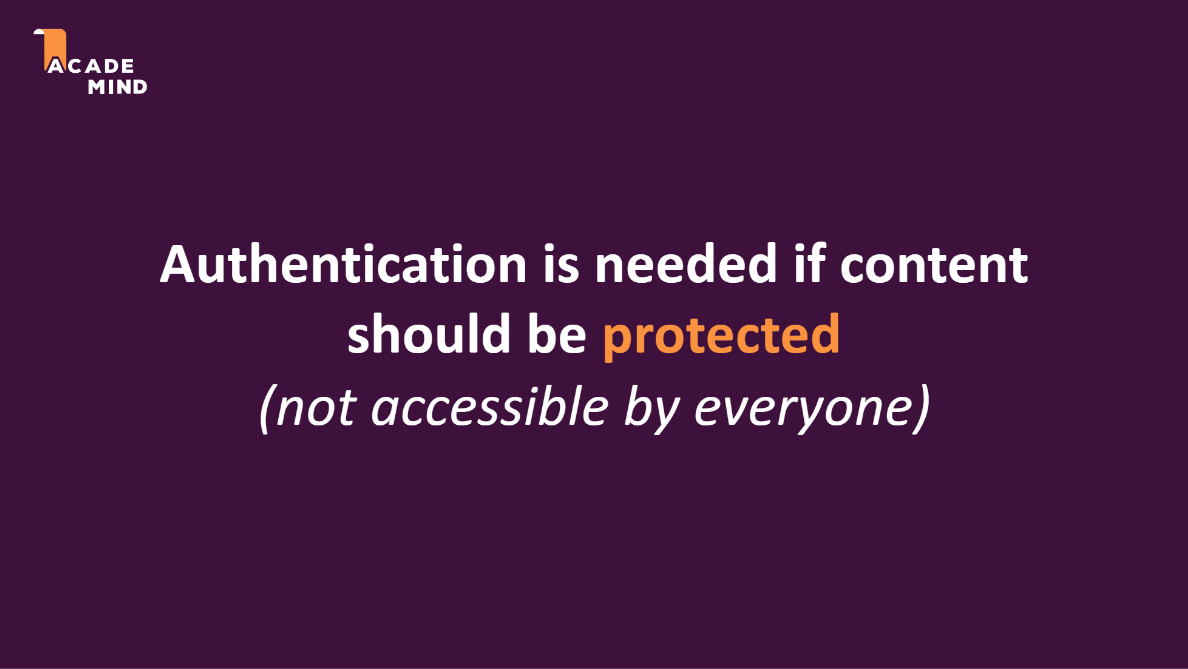 ACADE
MIND
Authentication is needed if content
should be protected
(not accessible by everyone)